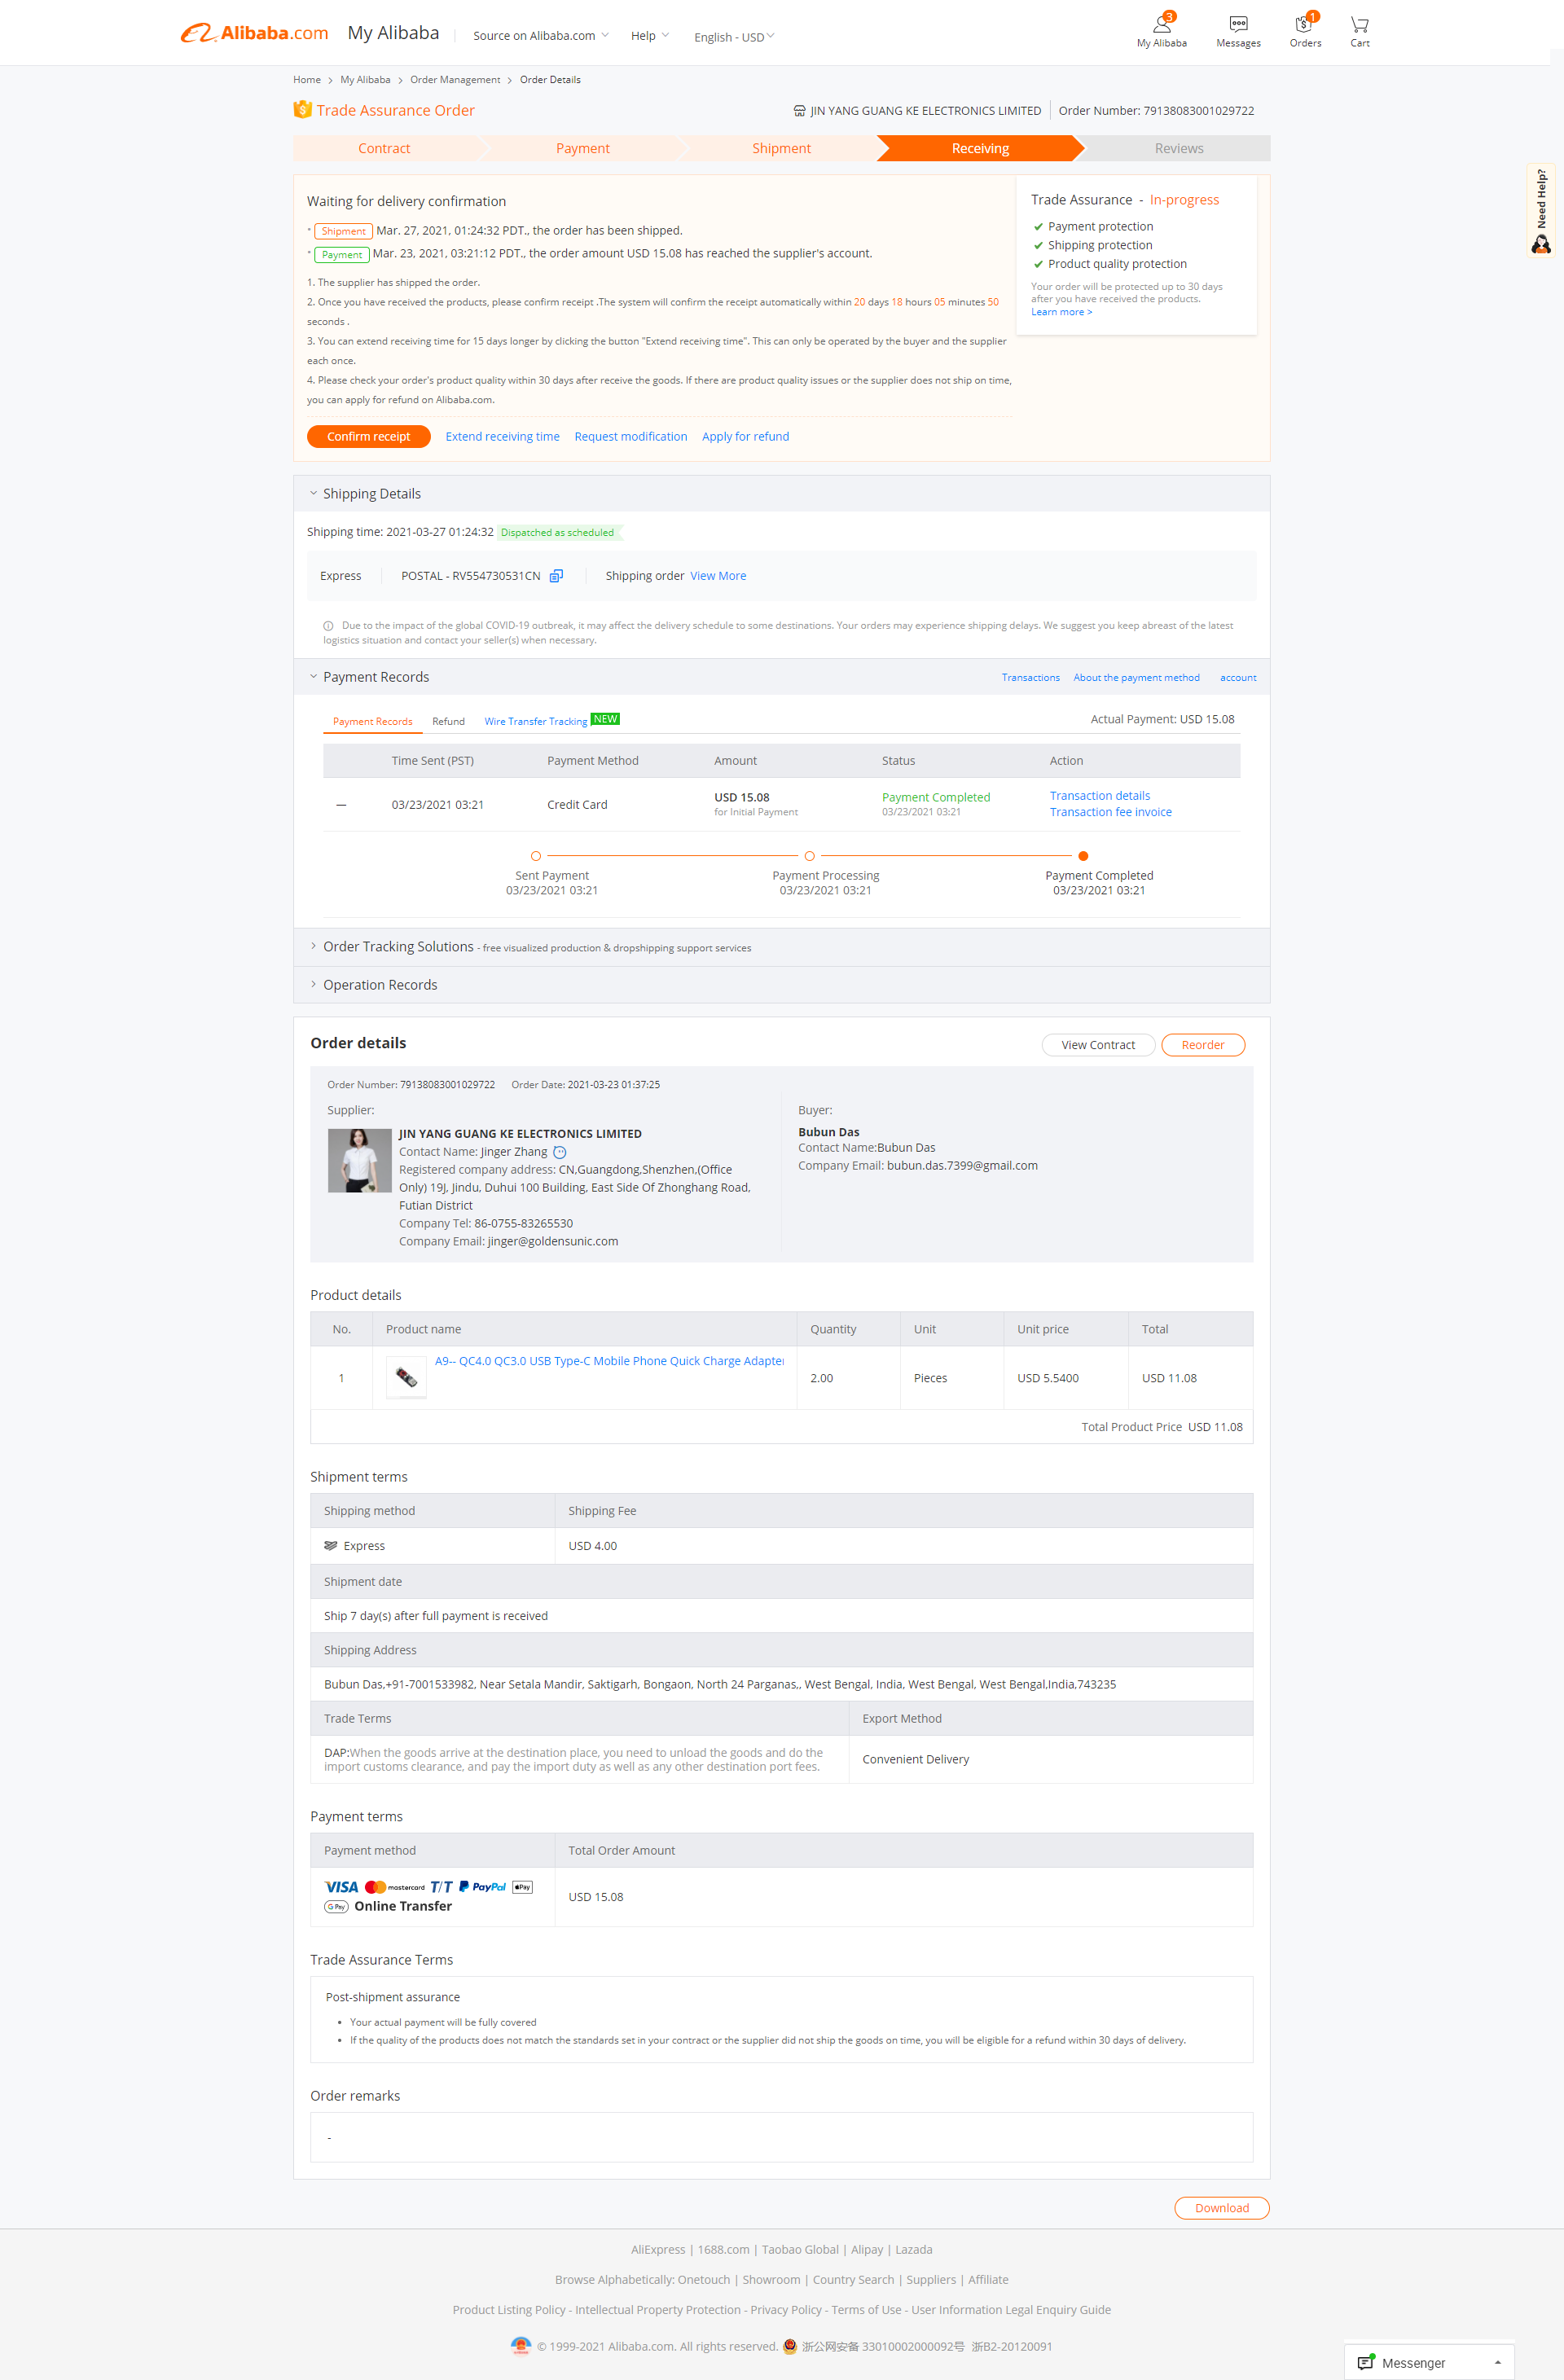 Alibaba.com
My Alibaba
Source on Alibaba.com
Help
English - USD
3
My Alibaba
Messages
1
Orders
Cart
Home > My Alibaba > Order Management > Order Details
Trade Assurance Order
JIN YANG GUANG KE ELECTRONICS LIMITED
Order Number: 79138083001029722
Contract
Payment
Shipment
Receiving
Reviews
Need Help?
Waiting for delivery confirmation
Shipment Mar. 27, 2021, 01:24:32 PDT., the order has been shipped.
Payment Mar. 23, 2021, 03:21:12 PDT., the order amount USD 15.08 has reached the supplier's account.
1. The supplier has shipped the order.
2. Once you have received the products, please confirm receipt .The system will confirm the receipt automatically within 20 days 18 hours 05 minutes 50
seconds .
3. You can extend receiving time for 15 days longer by clicking the button "Extend receiving time". This can only be operated by the buyer and the supplier
each once.
4. Please check your order's product quality within 30 days after receive the goods. If there are product quality issues or the supplier does not ship on time,
you can apply for refund on Alibaba.com.
Confirm receipt
Extend receiving time
Request modification
Apply for refund
Trade Assurance - In-progress
Payment protection
Shipping protection
Product quality protection
Your order will be protected up to 30 days
after you have received the products.
Learn more >
Shipping Details
Shipping time: 2021-03-27 01:24:32 Dispatched as scheduled
Express
POSTAL - RV554730531CN
Shipping order View More
Due to the impact of the global COVID-19 outbreak, it may affect the delivery schedule to some destinations. Your orders may experience shipping delays. We suggest you keep abreast of the latest
logistics situation and contact your seller(s) when necessary.
Payment Records
Transactions
About the payment method
account
Payment Records
Refund
Wire Transfer Tracking NEW
Actual Payment: USD 15.08
Time Sent (PST)
Payment Method
Amount
Status
Action
03/23/2021 03:21
Credit Card
USD 15.08
for Initial Payment
Payment Completed
03/23/2021 03:21
Transaction details
Transaction fee invoice
Sent Payment
03/23/2021 03:21
Payment Processing
03/23/2021 03:21
Payment Completed
03/23/2021 03:21
Order Tracking Solutions - free visualized production & dropshipping support services
Operation Records
Order details
View Contract
Reorder
Order Number: 79138083001029722
Order Date: 2021-03-23 01:37:25
Supplier:
JIN YANG GUANG KE ELECTRONICS LIMITED
Contact Name: Jinger Zhang
Registered company address: CN,Guangdong,Shenzhen,(Office
Only) 19J, Jindu, Duhui 100 Building, East Side Of Zhonghang Road,
Futian District
Company Tel: 86-0755-83265530
Company Email: jinger@goldensunic.com
Buyer:
Bubun Das
Contact Name:Bubun Das
Company Email: bubun.das.7399@gmail.com
Product details
No.
Product name
Quantity
Unit
Unit price
Total
1
A9-- QC4.0 QC3.0 USB Type-C Mobile Phone Quick Charge Adapter
2.00
Pieces
USD 5.5400
USD 11.08
Total Product Price USD 11.08
Shipment terms
Shipping method
Shipping Fee
Express
USD 4.00
Shipment date
Ship 7 day(s) after full payment is received
Shipping Address
Bubun Das,+91-7001533982, Near Setala Mandir, Saktigarh, Bongaon, North 24 Parganas,, West Bengal, India, West Bengal, West Bengal,India,743235
Trade Terms
Export Method
DAP:When the goods arrive at the destination place, you need to unload the goods and do the
import customs clearance, and pay the import duty as well as any other destination port fees.
Convenient Delivery
Payment terms
Payment method
Total Order Amount
VISA mastercard T/T PayPal Pay
G Pay Online Transfer
USD 15.08
Trade Assurance Terms
Post-shipment assurance
• Your actual payment will be fully covered
• If the quality of the products does not match the standards set in your contract or the supplier did not ship the goods on time, you will be eligible for a refund within 30 days of delivery.
Order remarks
-
Download
AliExpress | 1688.com | Taobao Global | Alipay | Lazada
Browse Alphabetically: Onetouch | Showroom | Country Search | Suppliers | Affiliate
Product Listing Policy - Intellectual Property Protection - Privacy Policy - Terms of Use - User Information Legal Enquiry Guide
© 1999-2021 Alibaba.com. All rights reserved. 浙公网安备 33010002000092号 浙B2-20120091
Messenger